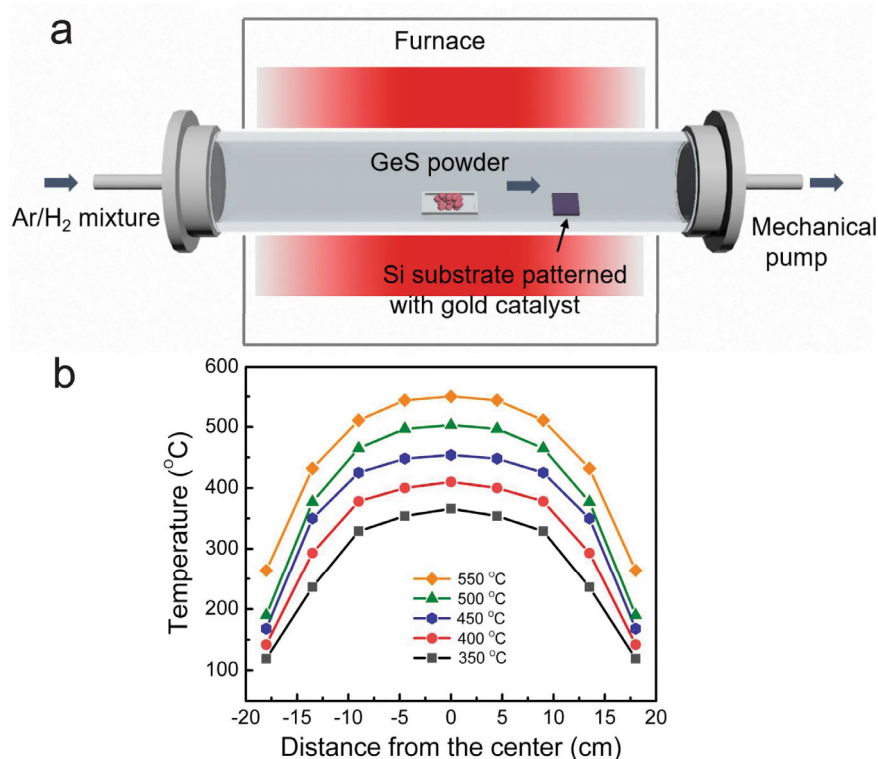 a
Furnace
GeS powder
Ar/H₂ mixture
Si substrate patterned
with gold catalyst
Mechanical
pump
b
600
500
400
300
200
100
Temperature (°C)
550 °C
500 °C
450 °C
400 °C
350 °C
-20 -15 -10 -5 0 5 10 15 20
Distance from the center (cm)